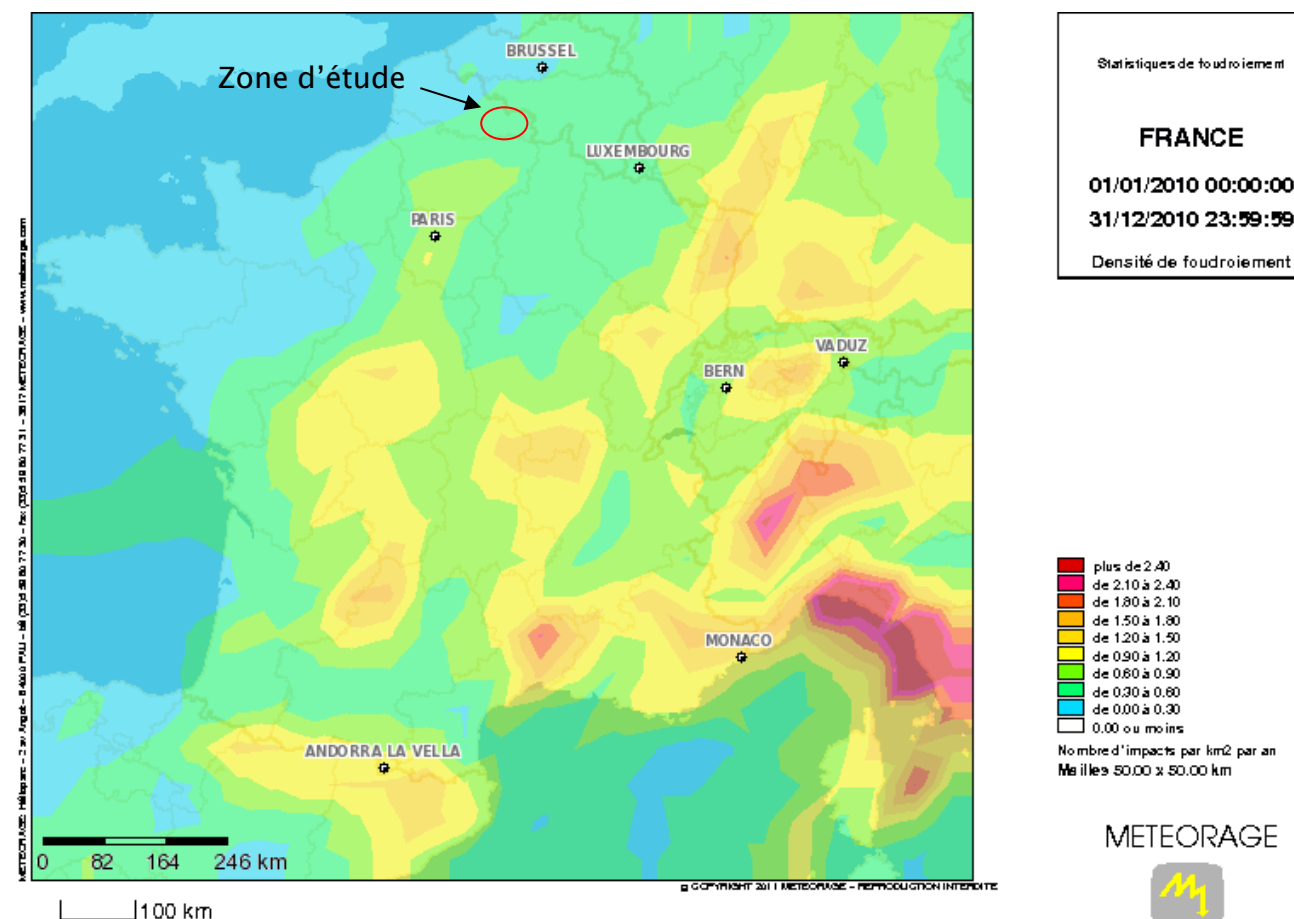 BRUSSEL
Zone d'étude
LUXEMBOURG
PARIS
VADUZ
BERN
MONACO
ANDORRA LA VELLA
0 82 164 246 km
100 km
© COPYRIGHT 2011 METEORAGE - REPRODUCTION INTERDITE
Statistiques de foudroiement
FRANCE
01/01/2010 00:00:00
31/12/2010 23:59:59
Densité de foudroiement
plus de 2.40
de 2.10 à 2.40
de 1.80 à 2.10
de 1.50 à 1.80
de 1.20 à 1.50
de 0.90 à 1.20
de 0.60 à 0.90
de 0.30 à 0.60
de 0.00 à 0.30
0.00 ou moins
Nombre d'impacts par km2 par an
Mailles 50.00 x 50.00 km
METEORAGE